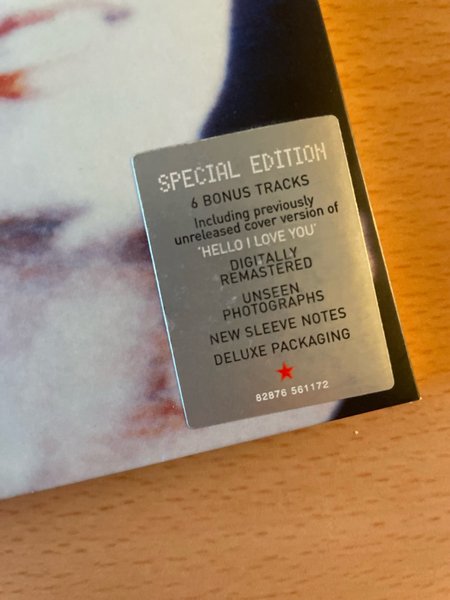 SPECIAL EDITION
6 BONUS TRACKS
Including previously
unreleased cover version of
'HELLO I LOVE YOU'
DIGITALLY
REMASTERED
UNSEEN
PHOTOGRAPHS
NEW SLEEVE NOTES
DELUXE PACKAGING
82876 561172